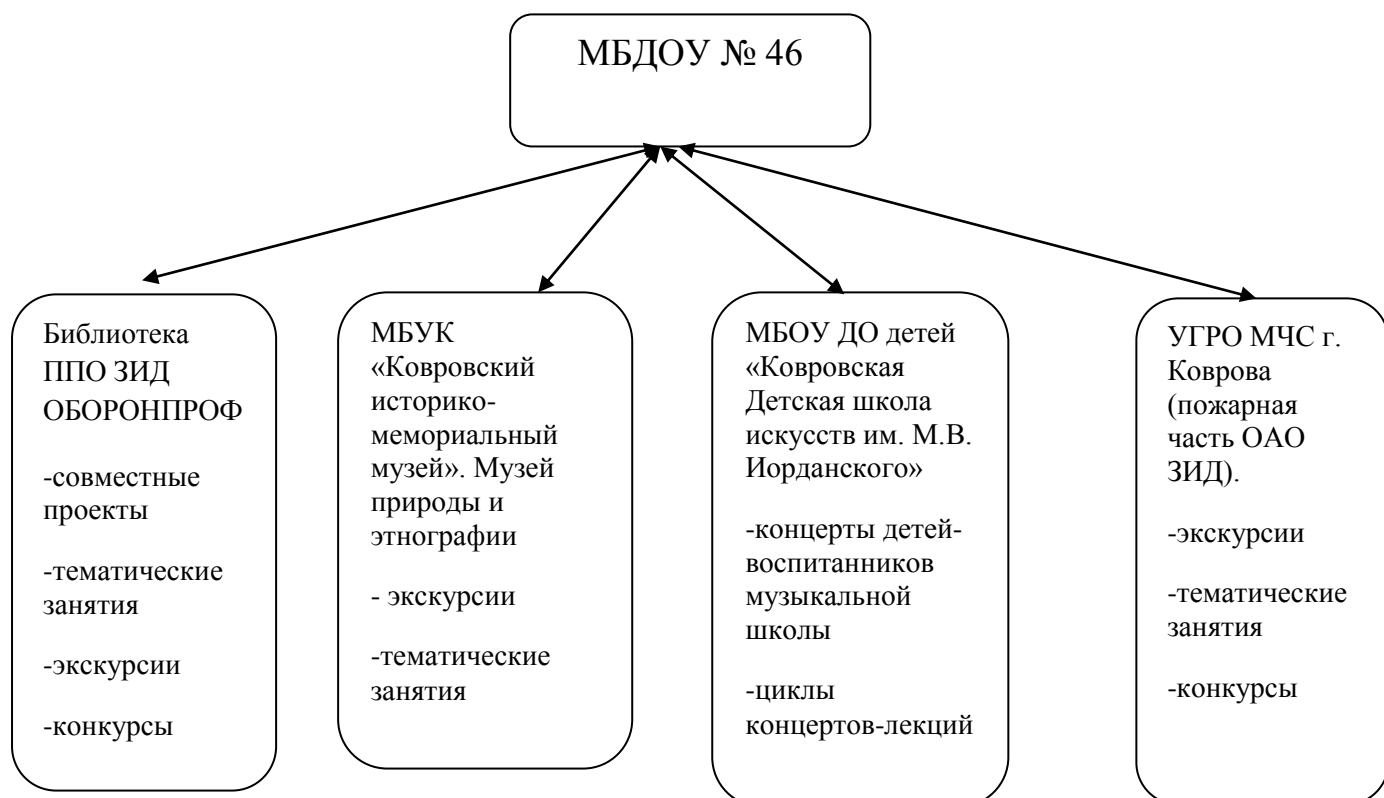 МБДОУ № 46
Библиотека
ППО ЗИД
ОБОРОНПРОФ
-совместные
проекты
-тематические
занятия
-экскурсии
-конкурсы
МБУК
«Ковровский
историко-
мемориальный
музей». Музей
природы и
этнографии
- экскурсии
-тематические
занятия
МБОУ ДО детей
«Ковровская
Детская школа
искусств им. М.В.
Иорданского»
-концерты детей-
воспитанников
музыкальной
школы
-циклы
концертов-лекций
УГРО МЧС г.
Коврова
(пожарная
часть ОАО
ЗИД).
-экскурсии
-тематические
занятия
-конкурсы